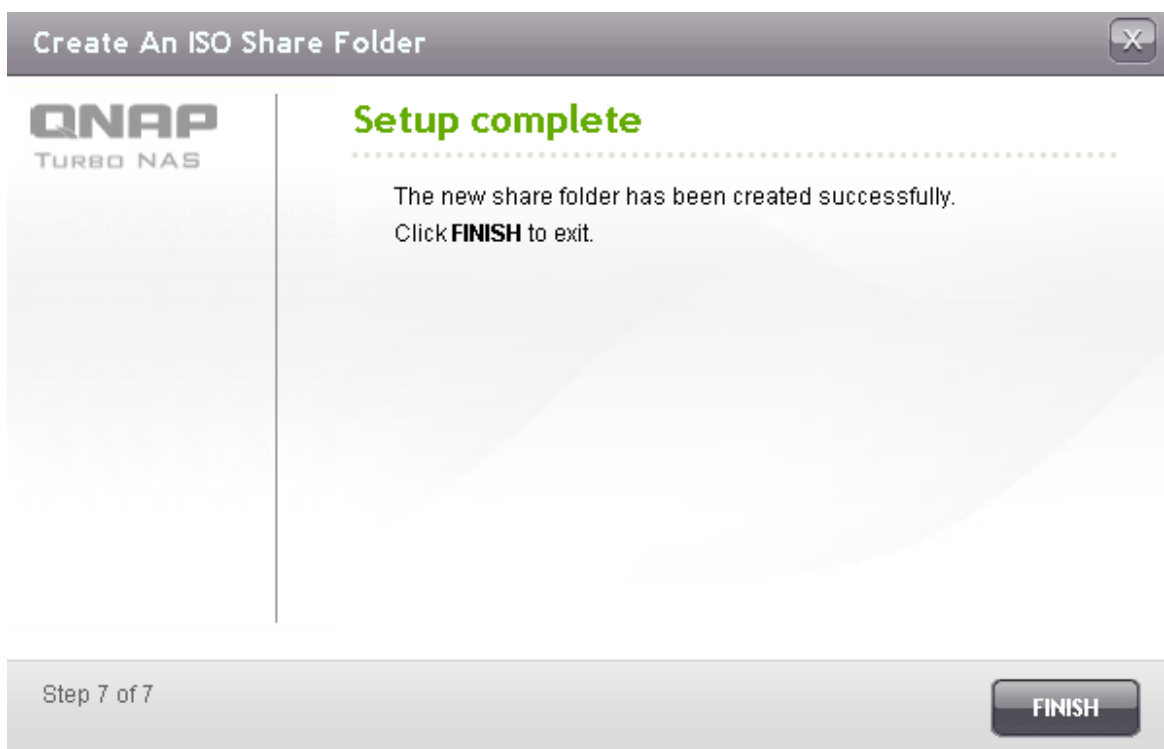 Create An ISO Share Folder
X
QNAP
TURBO NAS
Setup complete
The new share folder has been created successfully.
Click FINISH to exit.
Step 7 of 7
FINISH